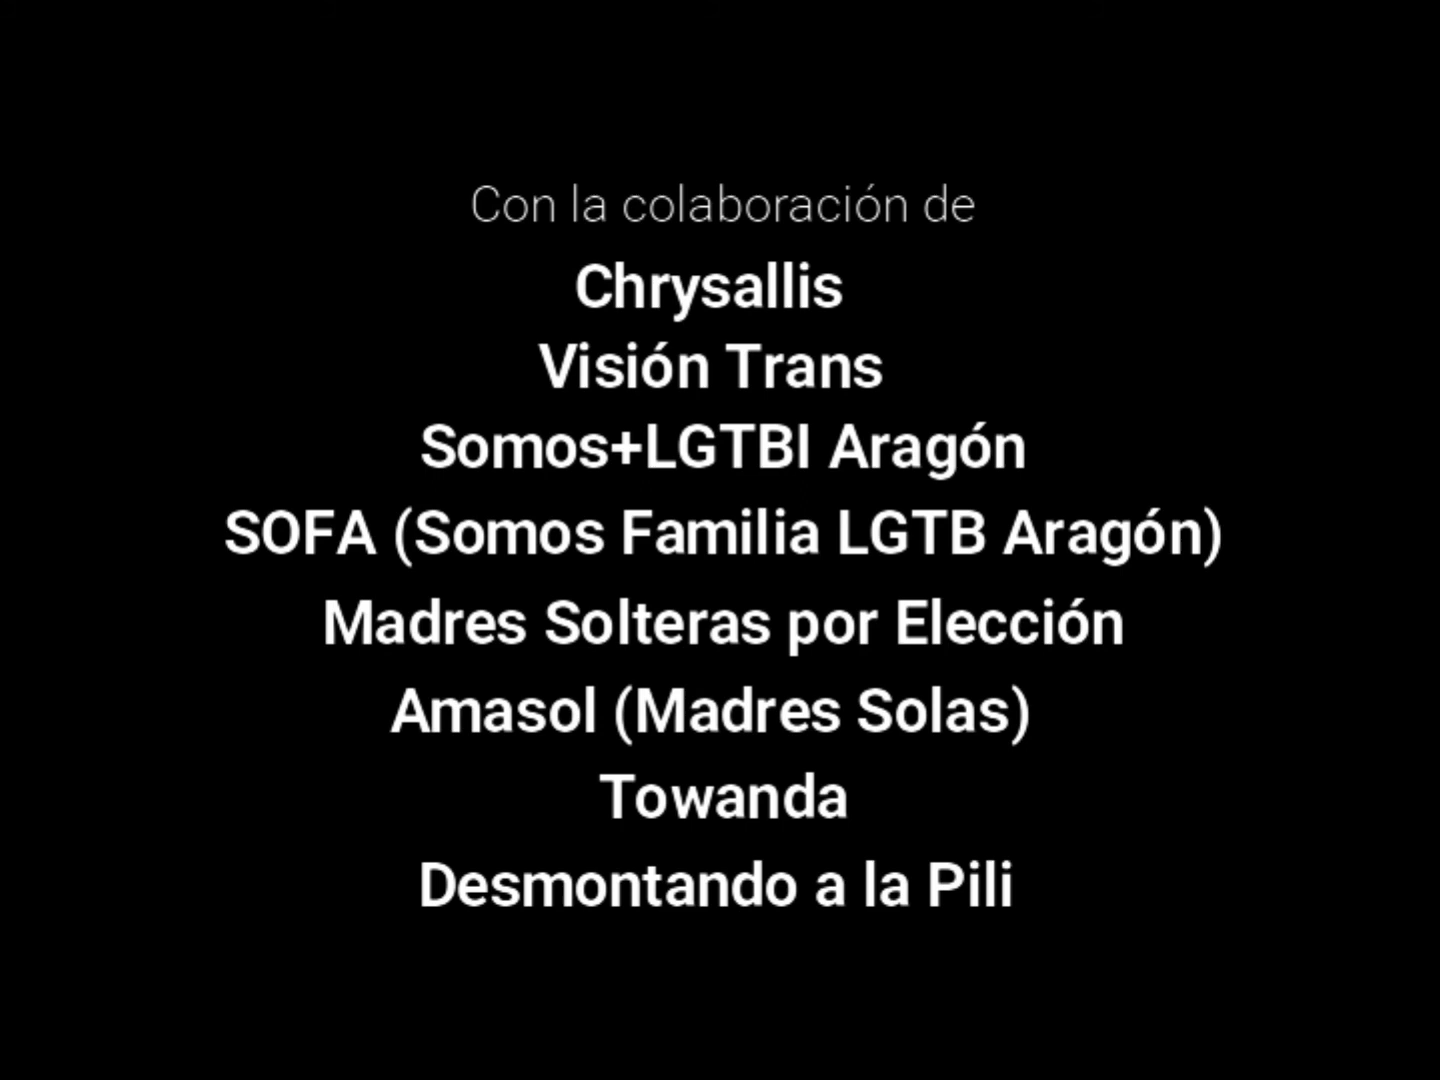 Con la colaboración de
Chrysallis
Visión Trans
Somos+LGTBI Aragón
SOFA (Somos Familia LGTB Aragón)
Madres Solteras por Elección
Amasol (Madres Solas)
Towanda
Desmontando a la Pili